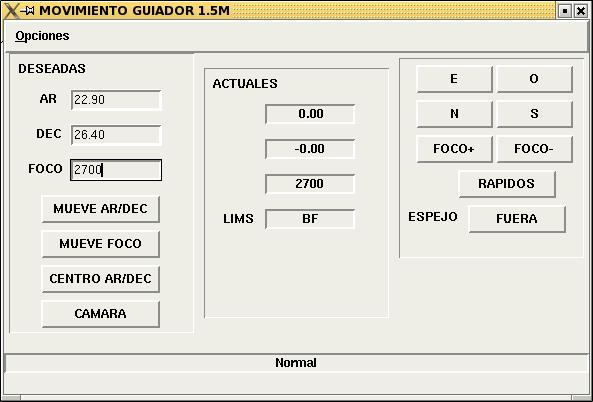 MOVIMIENTO GUIADOR 1.5M
Opciones
DESEADAS
AR 22.90
DEC 26.40
FOCO 2700
MUEVE AR/DEC
MUEVE FOCO
CENTRO AR/DEC
CAMARA
ACTUALES
0.00
-0.00
2700
LIMS BF
E O
N S
FOCO+ FOCO-
RAPIDOS
ESPEJO FUERA
Normal